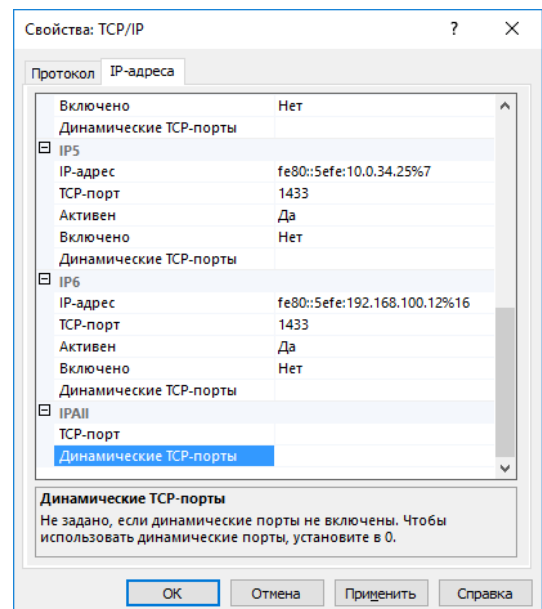 Свойства: TCP/IP ? ×
Протокол IP-адреса
Включено Нет
Динамические TCP-порты
IP5
IP-адрес fe80::5efe:10.0.34.25%7
TCP-порт 1433
Активен Да
Включено Нет
Динамические TCP-порты
IP6
IP-адрес fe80::5efe:192.168.100.12%16
TCP-порт 1433
Активен Да
Включено Нет
Динамические TCP-порты
IPAll
TCP-порт
Динамические TCP-порты
Динамические TCP-порты
Не задано, если динамические порты не включены. Чтобы
использовать динамические порты, установите в 0.
ОК Отмена Применить Справка